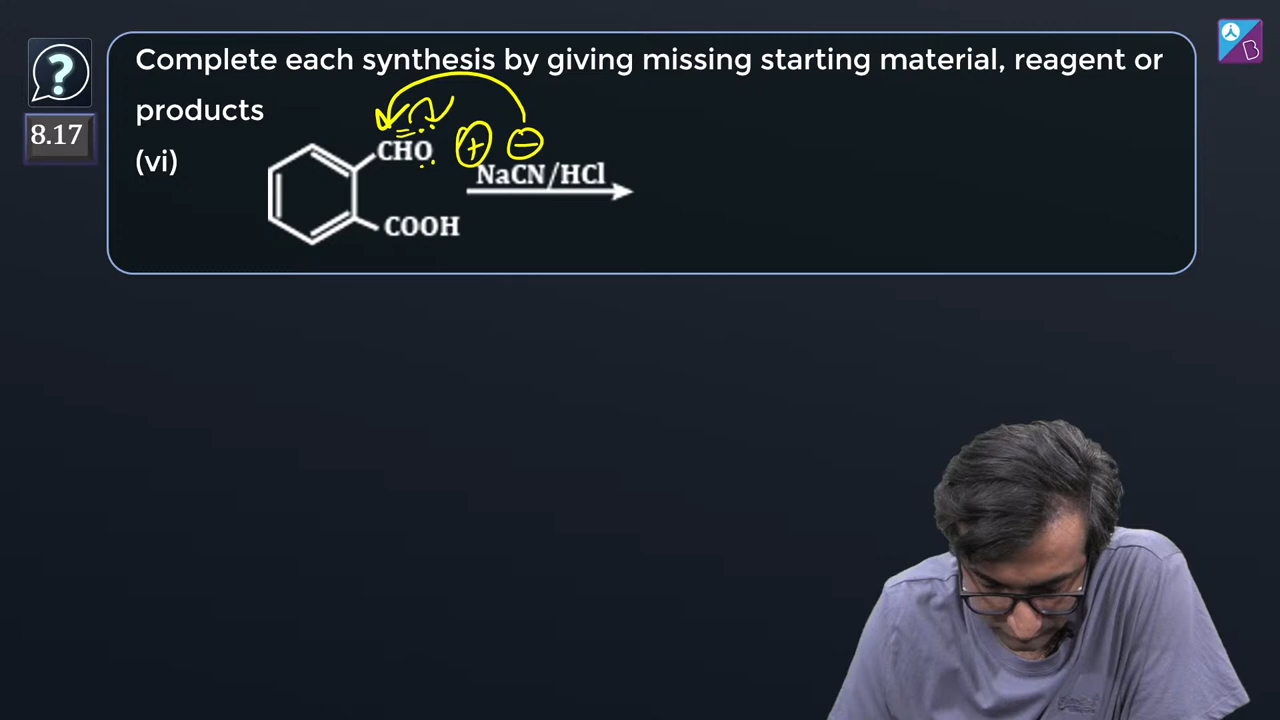 Complete each synthesis by giving missing starting material, reagent or
products
8.17
(vi)
CHO
+ −
NaCN/HCl
COOH